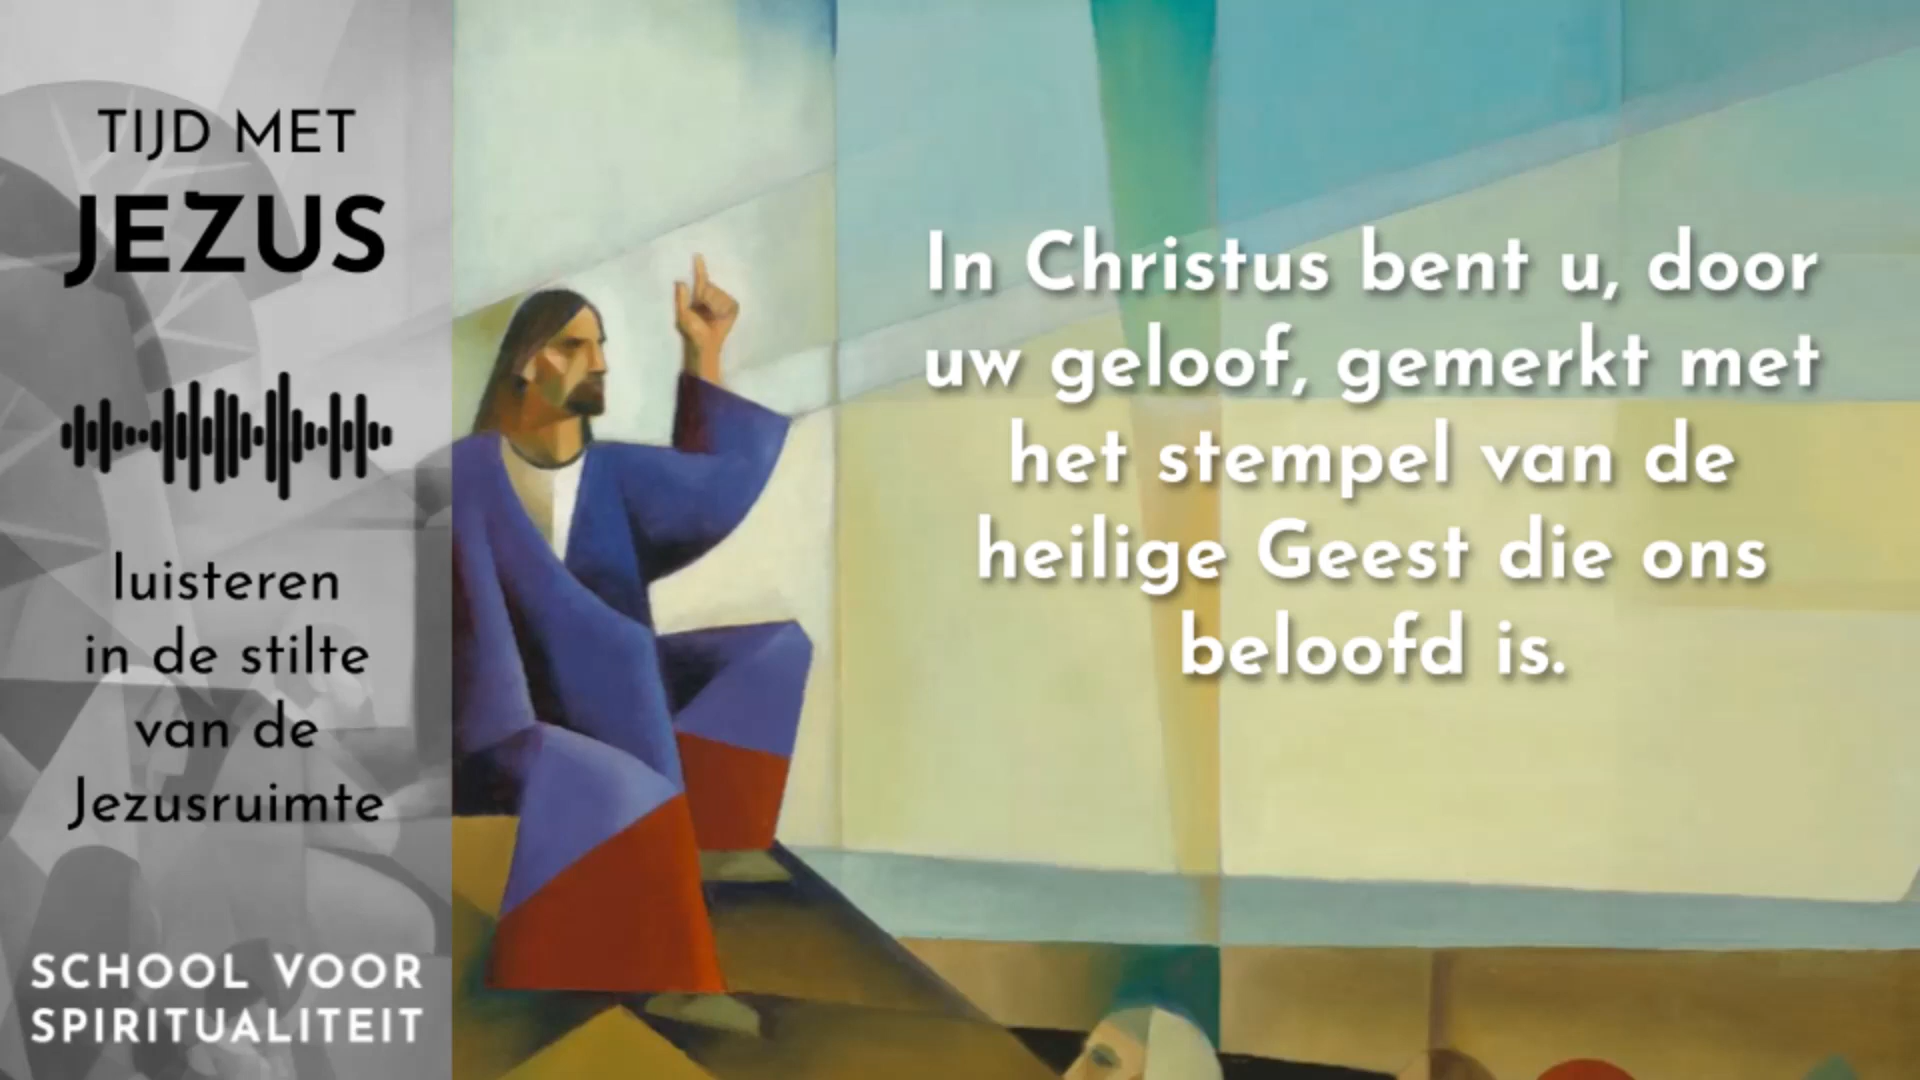 TIJD MET
JEZUS
luisteren
in de stilte
van de
Jezusruimte
SCHOOL VOOR
SPIRITUALITEIT
In Christus bent u, door
uw geloof, gemerkt met
het stempel van de
heilige Geest die ons
beloofd is.